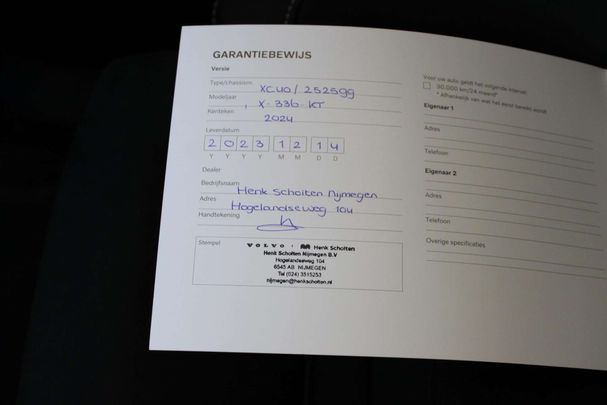 GARANTIEBEWIJS
Versie
Type/chassisnr. XC40 / 252599
Modeljaar X-336-KT
Kenteken 2024
Leverdatum
2 0 2 3 1 2 1 4
Y Y Y Y M M D D
Dealer
Bedrijfsnaam Henk Scholten Nijmegen
Adres Hogelandseweg 104
Handtekening
Stempel
VOLVO Henk Scholten
Henk Scholten Nijmegen B.V
Hogelandseweg 104
6545 AB NIJMEGEN
Tel (024) 3515253
nijmegen@henkscholten.nl
Voor uw auto geldt het volgende interval:
30.000 km/24 maand*
* Afhankelijk van wat het eerst bereikt wordt
Eigenaar 1
Adres
Telefoon
Eigenaar 2
Adres
Telefoon
Overige specificaties